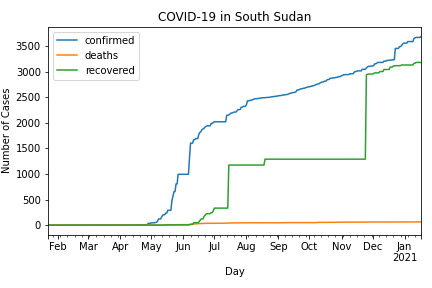 COVID-19 in South Sudan
confirmed
deaths
recovered
Number of Cases
3500
3000
2500
2000
1500
1000
500
0
Feb Mar Apr May Jun Jul Aug Sep Oct Nov Dec Jan
2021
Day